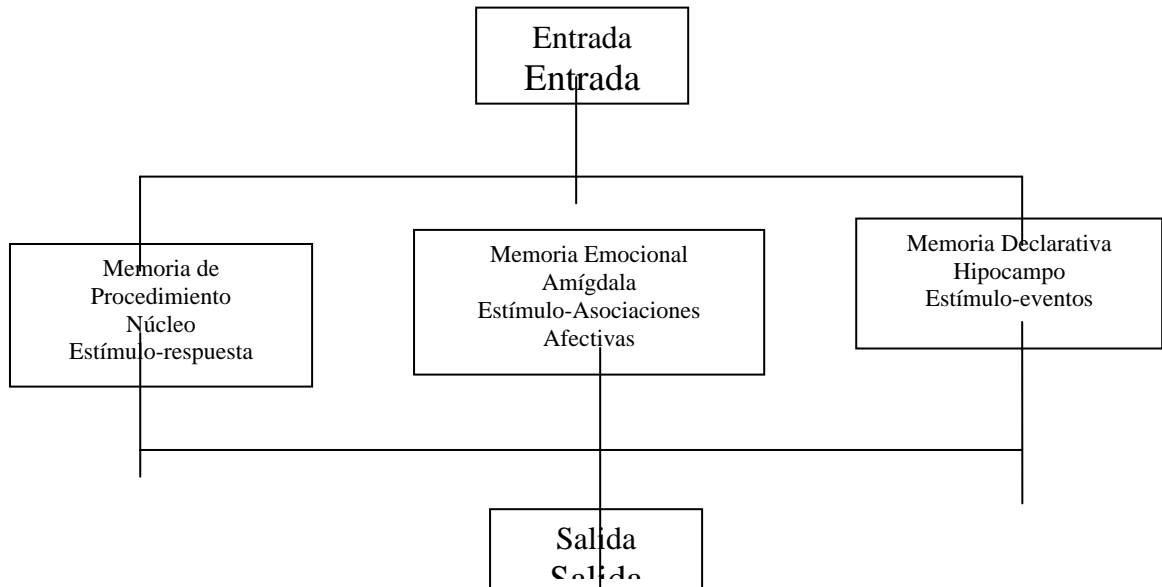 Entrada
Entrada
Memoria de
Procedimiento
Núcleo
Estímulo-respuesta
Memoria Emocional
Amígdala
Estímulo-Asociaciones
Afectivas
Memoria Declarativa
Hipocampo
Estímulo-eventos
Salida
Salida